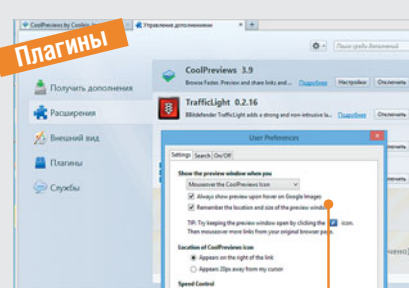 CoolPreviews by Cooliris, In
Управление дополнениями
Плагины
Поиск среди дополнений
CoolPreviews 3.9
Browse Faster. Preview and share links and... Подробнее Настройки Отключить
Получить дополнения
TrafficLight 0.2.16
BBitdefender TrafficLight adds a strong and non-intrusive la... Подробнее Отключить
Расширения
Внешний вид
Плагины
Службы
User Preferences
Settings Search On/Off
Show the preview window when you
Mouseover the CoolPreviews Icon
Always show preview upon hover on Google Images
Remember the location and size of the preview window
TIP: Try keeping the preview window open by clicking the icon.
Then mouseover more links from your original browser page.
Location of CoolPreviews icon
Appears on the right of the link
Appears 20px away from my cursor
Speed Control